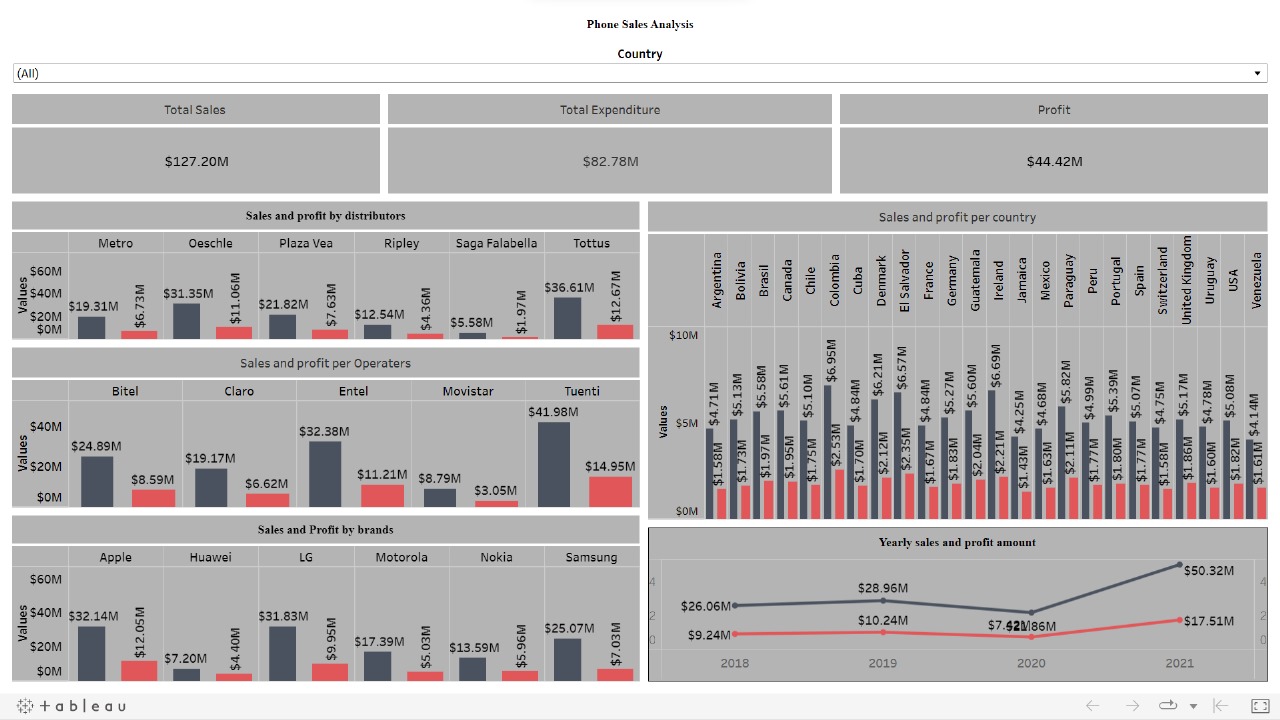 Phone Sales Analysis
Country
(All)
Total Sales
Total Expenditure
Profit
$127.20M
$82.78M
$44.42M
Sales and profit by distributors
Metro Oeschle Plaza Vea Ripley Saga Falabella Tottus
Values
$60M
$40M
$20M
$0M
$19.31M $6.73M $31.35M $11.06M $21.82M $7.63M $12.54M $4.36M $5.58M $1.97M $36.61M $12.67M
Sales and profit per Operaters
Bitel Claro Entel Movistar Tuenti
Values
$40M
$20M
$0M
$24.89M $8.59M $19.17M $6.62M $32.38M $11.21M $8.79M $3.05M $41.98M $14.95M
Sales and Profit by brands
Apple Huawei LG Motorola Nokia Samsung
Values
$60M
$40M
$20M
$0M
$32.14M $12.05M $7.20M $4.40M $31.83M $9.95M $17.39M $5.03M $13.59M $5.96M $25.07M $7.03M
Sales and profit per country
Argentina Bolivia Brasil Canada Chile Colombia Cuba Denmark El Salvador France Germany Guatemala Ireland Jamaica Mexico Paraguay Peru Portugal Spain Switzerland United Kingdom Uruguay USA Venezuela
Values
$10M
$5M
$0M
$4.71M $1.58M $5.13M $1.73M $5.58M $1.97M $5.61M $1.95M $5.10M $1.75M $6.95M $2.53M $4.84M $1.70M $6.21M $2.12M $6.57M $2.35M $4.84M $1.67M $5.27M $1.83M $5.60M $2.04M $6.69M $2.21M $4.25M $1.43M $4.68M $1.63M $5.82M $2.11M $4.99M $1.77M $5.39M $1.80M $5.07M $1.77M $4.75M $1.58M $5.17M $1.86M $4.78M $1.60M $5.08M $1.82M $4.14M $1.61M
Yearly sales and profit amount
4 4
2 2
0 0
$26.06M $28.96M $50.32M
$9.24M $10.24M $7.42M $21.86M $17.51M
2018 2019 2020 2021
+ableau